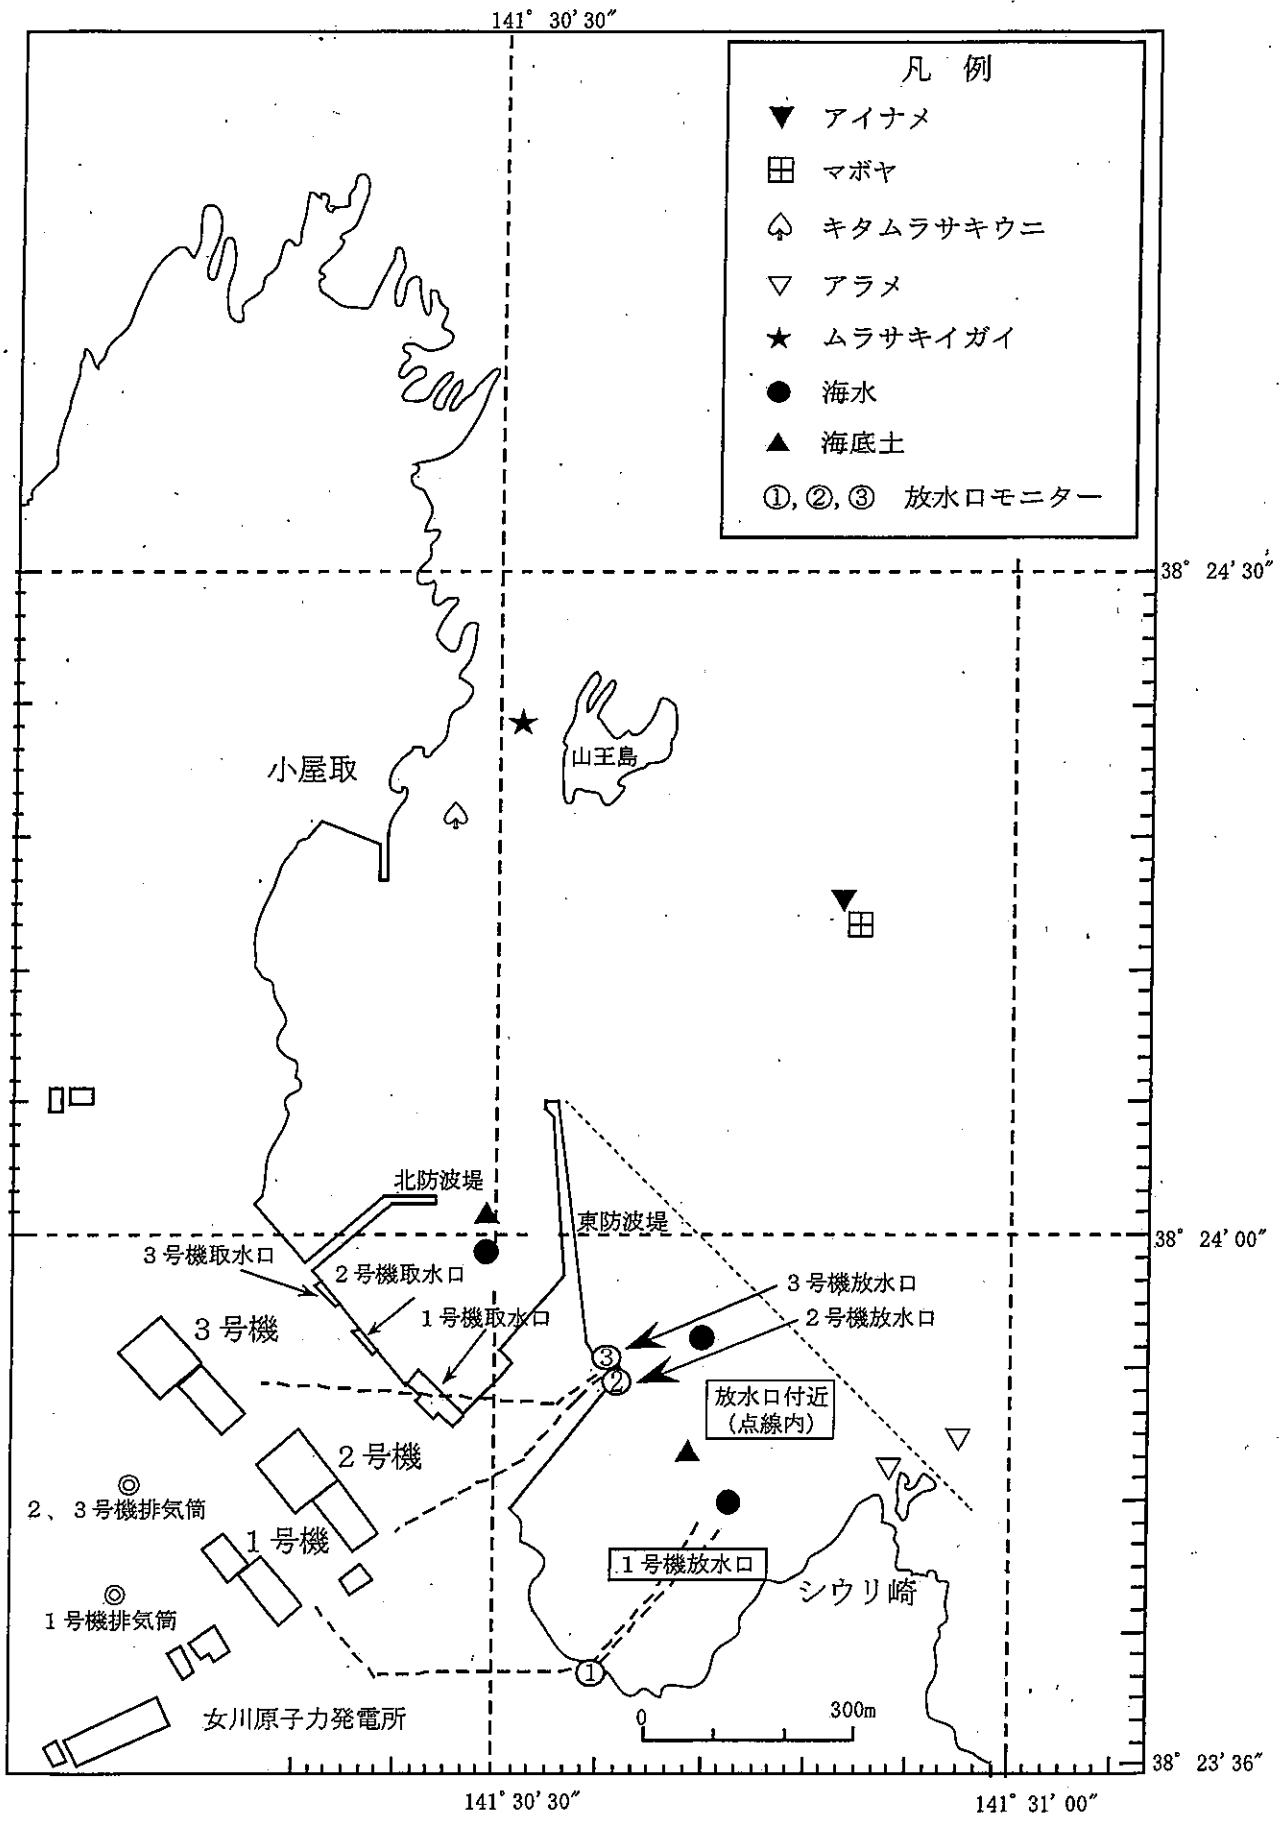 141° 30′30″
凡 例
アイナメ
マボヤ
キタムラサキウニ
アラメ
ムラサキイガイ
海水
海底土
①,②,③ 放水口モニター
38° 24′30″
山王島
小屋取
北防波堤
東防波堤
38° 24′00″
3号機取水口
2号機取水口
1号機取水口
3号機放水口
2号機放水口
3号機
③
②
放水口付近
(点線内)
2号機
2、3号機排気筒
1号機
1号機放水口
シウリ崎
1号機排気筒
①
女川原子力発電所
0
300m
38° 23′36″
141° 30′30″
141° 31′00″